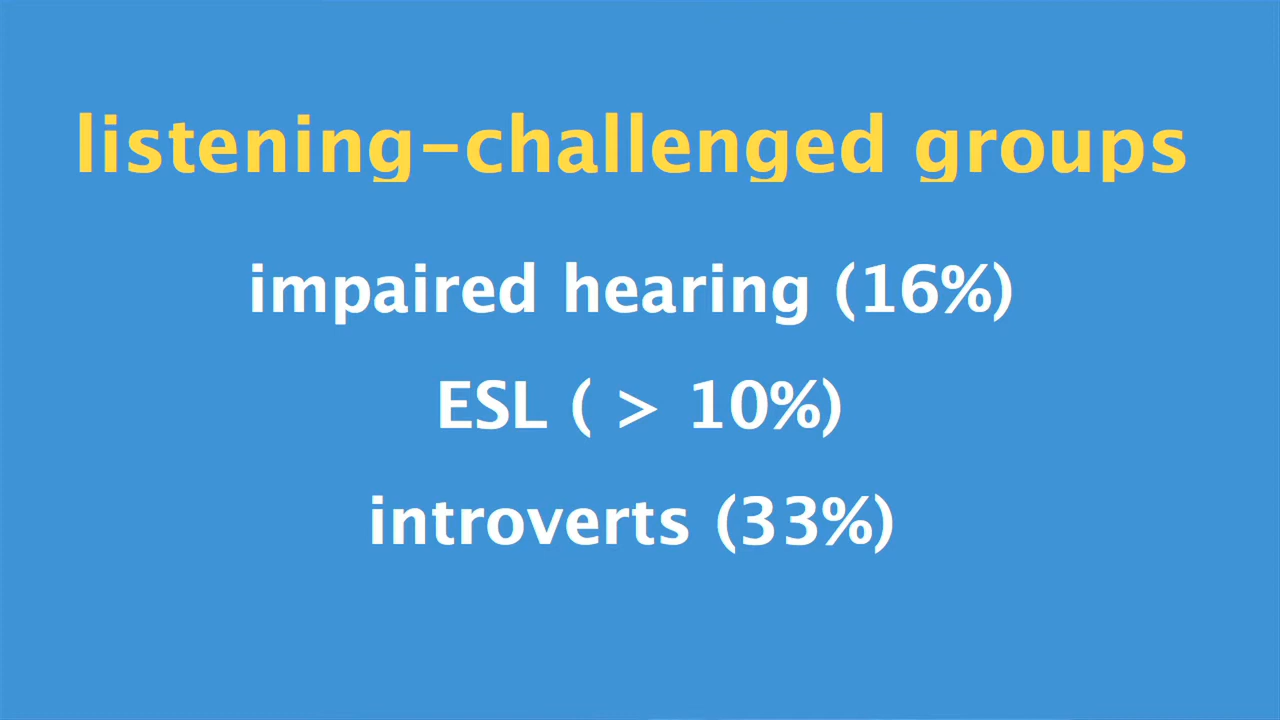 listening-challenged groups
impaired hearing (16%)
ESL ( > 10%)
introverts (33%)